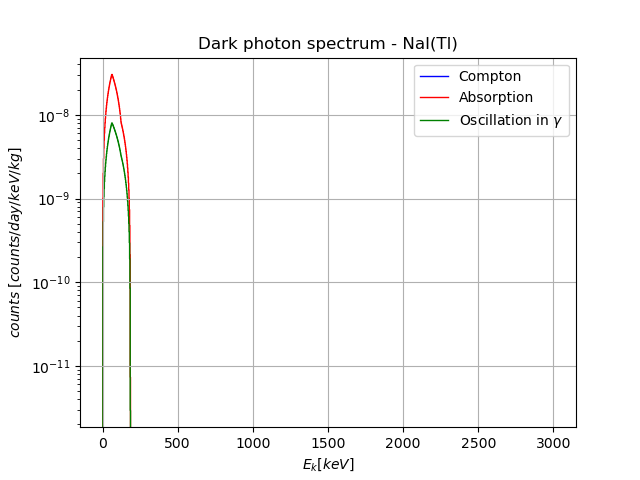 Dark photon spectrum - NaI(Tl)
Compton
Absorption
Oscillation in γ
10⁻⁸
10⁻⁹
10⁻¹⁰
10⁻¹¹
counts [counts/day/keV/kg]
0 500 1000 1500 2000 2500 3000
Eₖ[keV]